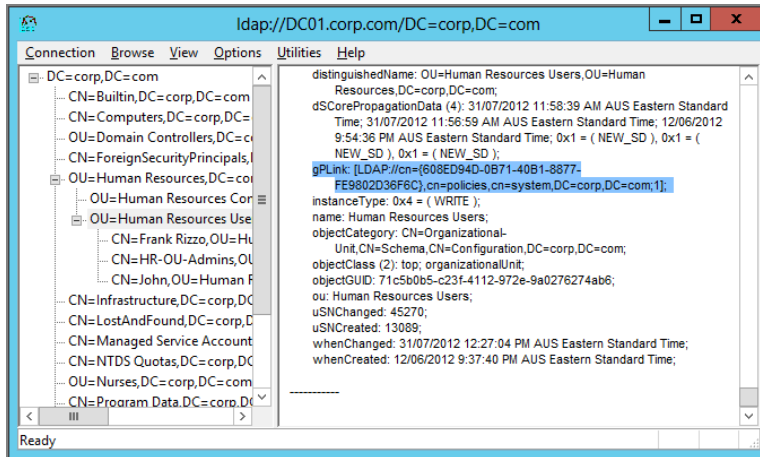 ldap://DC01.corp.com/DC=corp,DC=com
Connection Browse View Options Utilities Help
DC=corp,DC=com
CN=Builtin,DC=corp,DC=com
CN=Computers,DC=corp,DC=com
OU=Domain Controllers,DC=c
CN=ForeignSecurityPrincipals,
OU=Human Resources,DC=co
OU=Human Resources Cor
OU=Human Resources Use
CN=Frank Rizzo,OU=Hu
CN=HR-OU-Admins,OU
CN=John,OU=Human R
CN=Infrastructure,DC=corp,DC
CN=LostAndFound,DC=corp,D
CN=Managed Service Account
CN=NTDS Quotas,DC=corp,DC
OU=Nurses,DC=corp,DC=com
CN=Program Data,DC=corp,DC
distinguishedName: OU=Human Resources Users,OU=Human
Resources,DC=corp,DC=com;
dSCorePropagationData (4): 31/07/2012 11:58:39 AM AUS Eastern Standard
Time; 31/07/2012 11:56:59 AM AUS Eastern Standard Time; 12/06/2012
9:54:36 PM AUS Eastern Standard Time; 0x1 = ( NEW_SD ), 0x1 = (
NEW_SD ), 0x1 = ( NEW_SD );
gPLink: [LDAP://cn={608ED94D-0B71-40B1-8877-
FE9802D36F6C},cn=policies,cn=system,DC=corp,DC=com;1];
instanceType: 0x4 = ( WRITE );
name: Human Resources Users;
objectCategory: CN=Organizational-
Unit,CN=Schema,CN=Configuration,DC=corp,DC=com;
objectClass (2): top; organizationalUnit;
objectGUID: 71c5b0b5-c23f-4112-972e-9a0276274ab6;
ou: Human Resources Users;
uSNChanged: 45270;
uSNCreated: 13089;
whenChanged: 31/07/2012 12:27:04 PM AUS Eastern Standard Time;
whenCreated: 12/06/2012 9:37:40 PM AUS Eastern Standard Time;
-----------
Ready